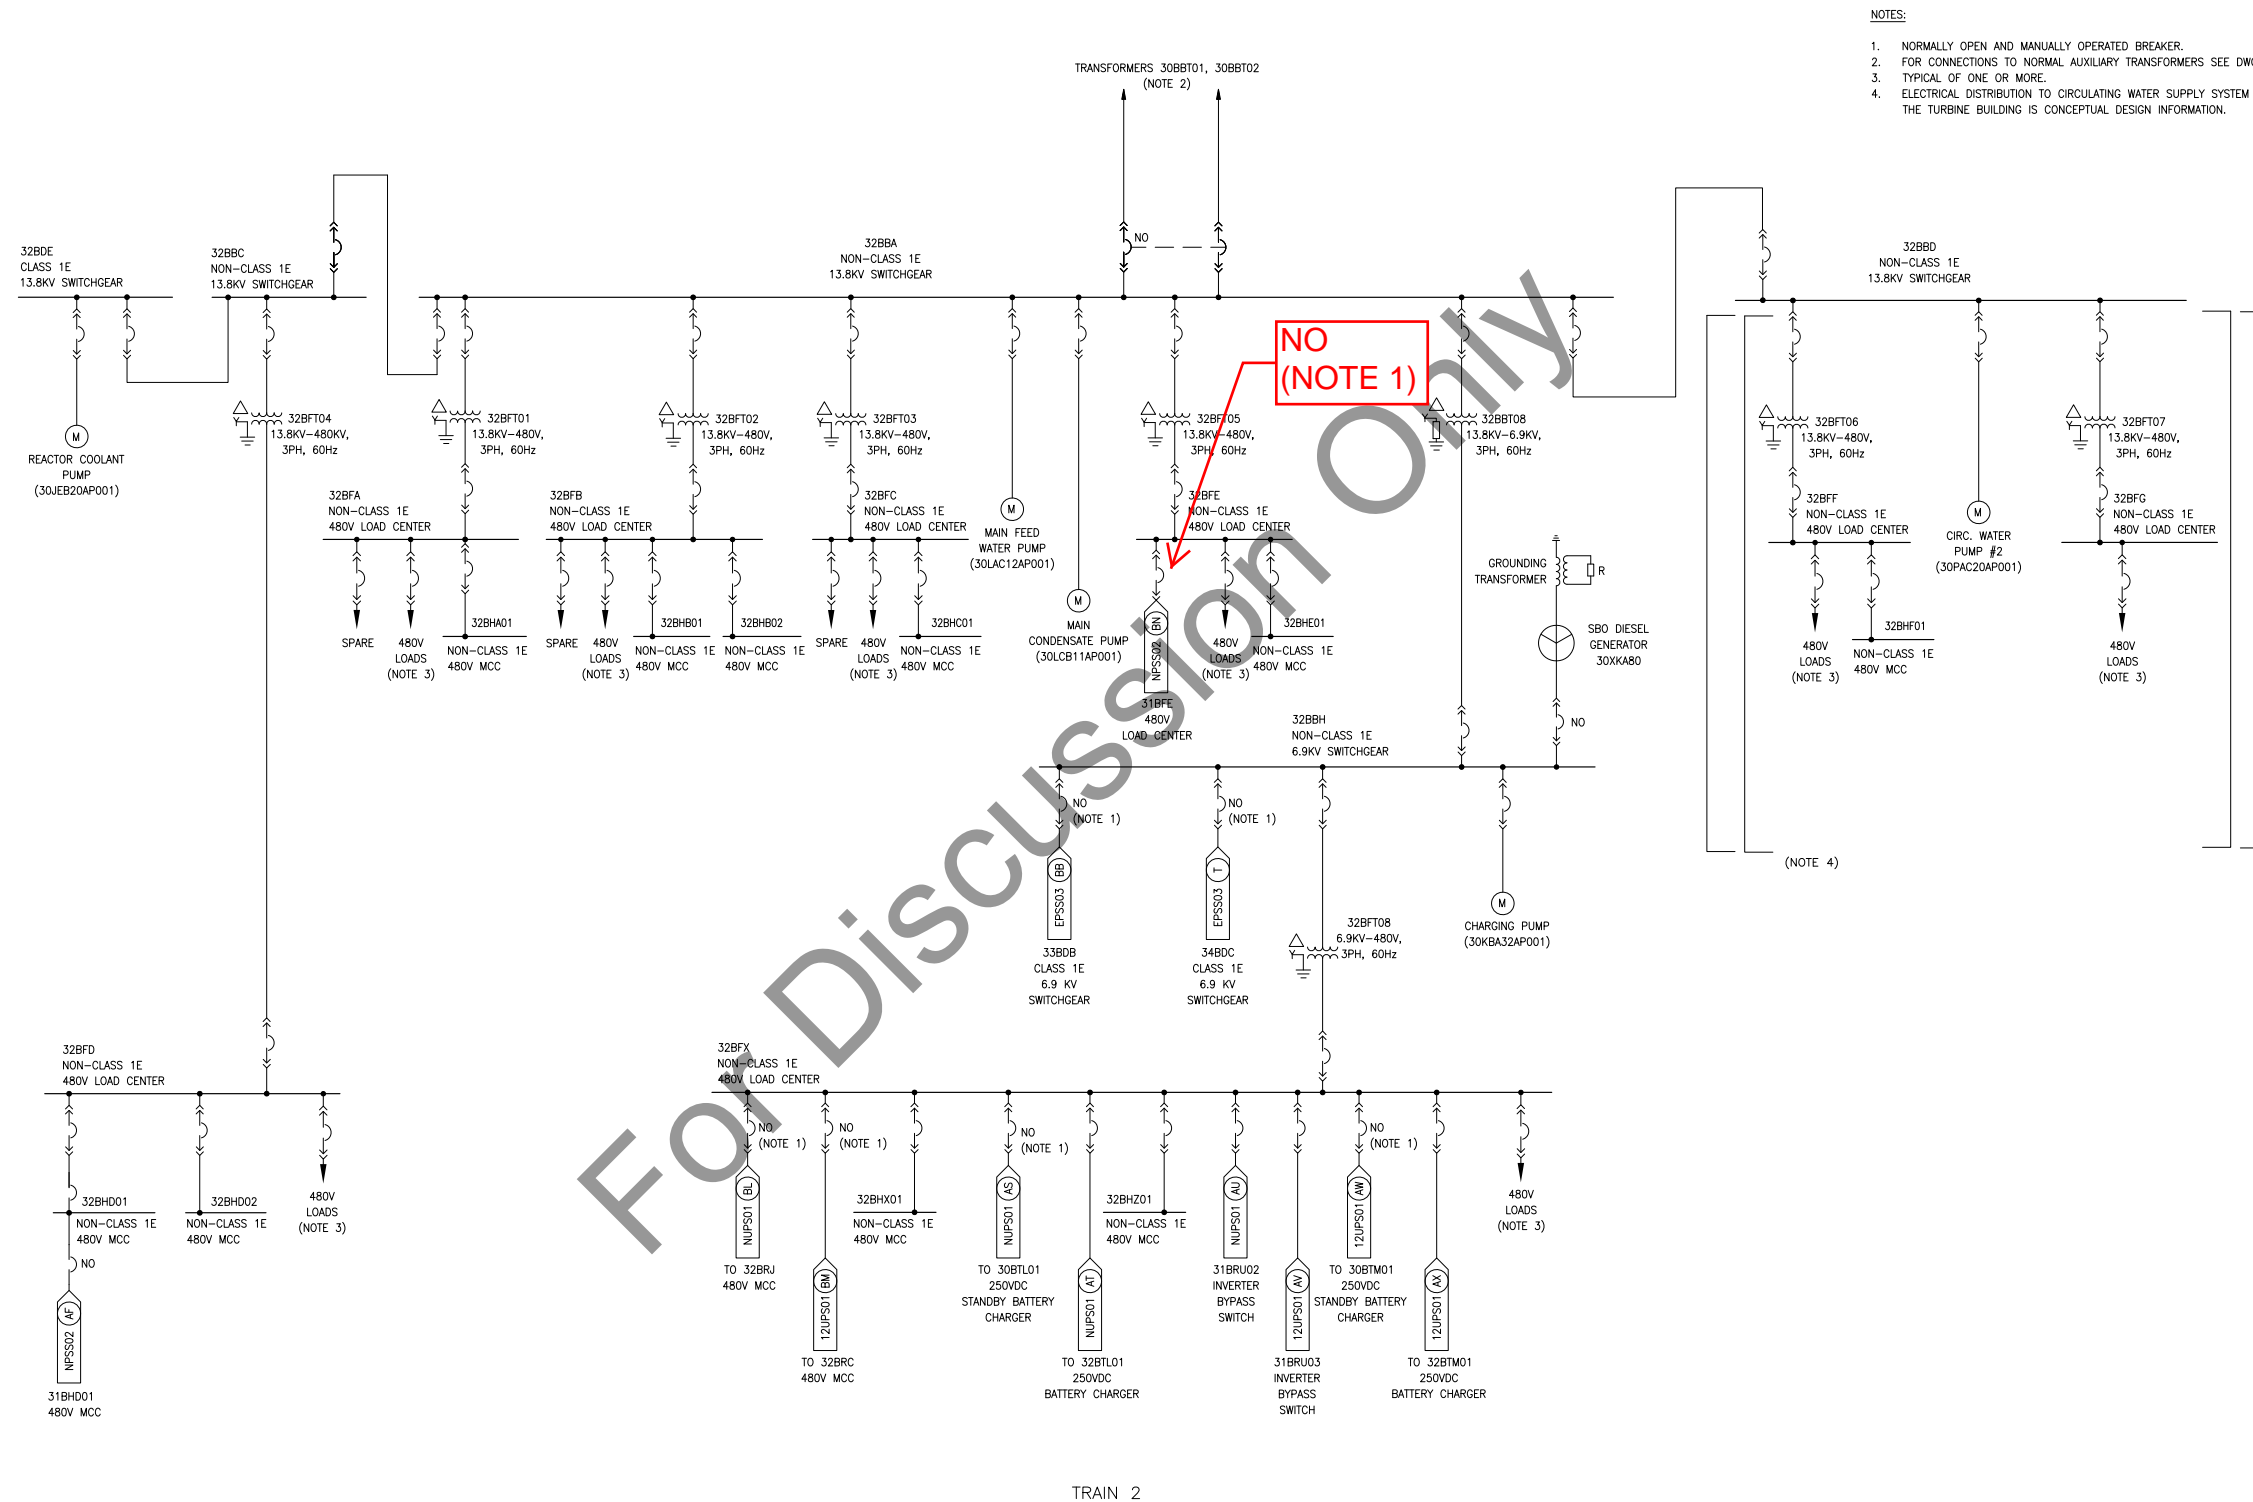 NOTES:
1. NORMALLY OPEN AND MANUALLY OPERATED BREAKER.
2. FOR CONNECTIONS TO NORMAL AUXILIARY TRANSFORMERS SEE DWG
3. TYPICAL OF ONE OR MORE.
4. ELECTRICAL DISTRIBUTION TO CIRCULATING WATER SUPPLY SYSTEM
THE TURBINE BUILDING IS CONCEPTUAL DESIGN INFORMATION.
TRANSFORMERS 30BBT01, 30BBT02
(NOTE 2)
NO
32BDE
CLASS 1E
13.8KV SWITCHGEAR
32BBC
NON-CLASS 1E
13.8KV SWITCHGEAR
32BBA
NON-CLASS 1E
13.8KV SWITCHGEAR
32BBD
NON-CLASS 1E
13.8KV SWITCHGEAR
NO
(NOTE 1)
M
REACTOR COOLANT
PUMP
(30JEB20AP001)
Y
32BFT04
13.8KV-480KV,
3PH, 60Hz
Y
32BFT01
13.8KV-480V,
3PH, 60Hz
Y
32BFT02
13.8KV-480V,
3PH, 60Hz
Y
32BFT03
13.8KV-480V,
3PH, 60Hz
Y
32BFT05
13.8KV-480V,
3PH, 60Hz
Y
32BBT08
13.8KV-6.9KV,
3PH, 60Hz
Y
32BFT06
13.8KV-480V,
3PH, 60Hz
Y
32BFT07
13.8KV-480V,
3PH, 60Hz
32BFA
NON-CLASS 1E
480V LOAD CENTER
32BFB
NON-CLASS 1E
480V LOAD CENTER
32BFC
NON-CLASS 1E
480V LOAD CENTER
M
MAIN FEED
WATER PUMP
(30LAC12AP001)
32BFE
NON-CLASS 1E
480V LOAD CENTER
32BFF
NON-CLASS 1E
480V LOAD CENTER
M
CIRC. WATER
PUMP #2
(30PAC20AP001)
32BFG
NON-CLASS 1E
480V LOAD CENTER
GROUNDING
TRANSFORMER
R
SPARE
480V
LOADS
(NOTE 3)
32BHA01
NON-CLASS 1E
480V MCC
SPARE
480V
LOADS
(NOTE 3)
32BHB01
NON-CLASS 1E
480V MCC
32BHB02
NON-CLASS 1E
480V MCC
SPARE
480V
LOADS
(NOTE 3)
32BHC01
NON-CLASS 1E
480V MCC
M
MAIN
CONDENSATE PUMP
(30LCB11AP001)
NPSS02 BN
31BFE
480V
LOAD CENTER
480V
LOADS
(NOTE 3)
32BHE01
NON-CLASS 1E
480V MCC
SBO DIESEL
GENERATOR
30XKA80
NO
480V
LOADS
(NOTE 3)
32BHF01
NON-CLASS 1E
480V MCC
480V
LOADS
(NOTE 3)
32BBH
NON-CLASS 1E
6.9KV SWITCHGEAR
NO
(NOTE 1)
NO
(NOTE 1)
EPSS03 BB
33BDB
CLASS 1E
6.9 KV
SWITCHGEAR
EPSS03 T
34BDC
CLASS 1E
6.9 KV
SWITCHGEAR
Y
32BFT08
6.9KV-480V,
3PH, 60Hz
M
CHARGING PUMP
(30KBA32AP001)
(NOTE 4)
32BFD
NON-CLASS 1E
480V LOAD CENTER
32BFX
NON-CLASS 1E
480V LOAD CENTER
32BHD01
NON-CLASS 1E
480V MCC
NO
NPSS02 AF
31BHD01
480V MCC
32BHD02
NON-CLASS 1E
480V MCC
480V
LOADS
(NOTE 3)
NO
(NOTE 1)
NUPS01 BL
TO 32BRJ
480V MCC
NO
(NOTE 1)
12UPS01 BM
TO 32BRC
480V MCC
32BHX01
NON-CLASS 1E
480V MCC
NO
(NOTE 1)
NUPS01 AS
TO 30BTL01
250VDC
STANDBY BATTERY
CHARGER
NUPS01 AT
TO 32BTL01
250VDC
BATTERY CHARGER
32BHZ01
NON-CLASS 1E
480V MCC
NUPS01 AU
31BRU02
INVERTER
BYPASS
SWITCH
12UPS01 AV
31BRU03
INVERTER
BYPASS
SWITCH
NO
(NOTE 1)
12UPS01 AW
TO 30BTM01
250VDC
STANDBY BATTERY
CHARGER
12UPS01 AX
TO 32BTM01
250VDC
BATTERY CHARGER
480V
LOADS
(NOTE 3)
For Discussion Only
TRAIN 2